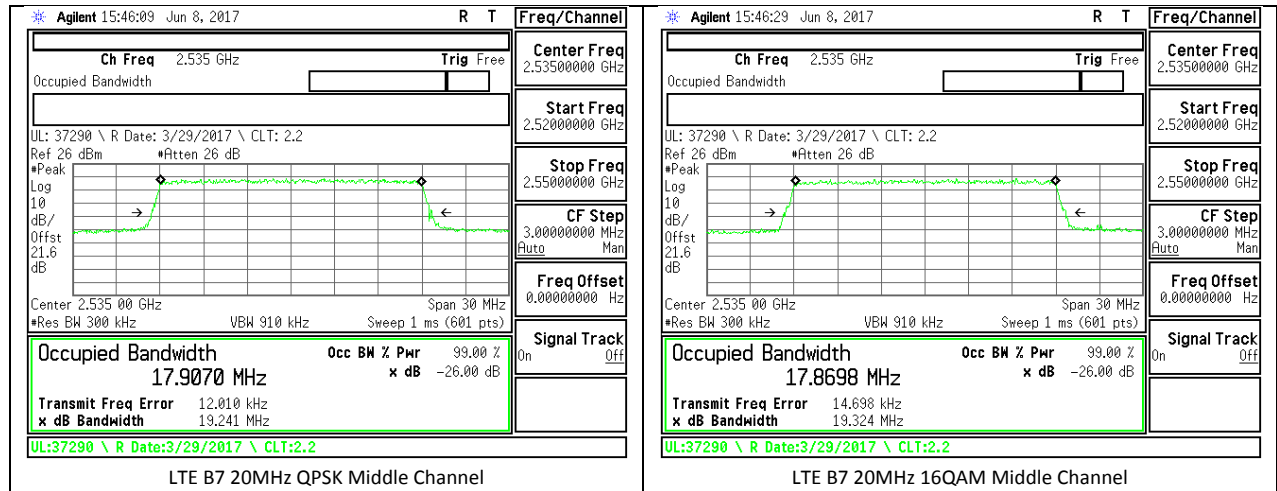 Agilent 15:46:09 Jun 8, 2017 R T
Freq/Channel
Ch Freq 2.535 GHz Trig Free
Occupied Bandwidth
Center Freq
2.53500000 GHz
Start Freq
2.52000000 GHz
UL: 37290 \ R Date: 3/29/2017 \ CLT: 2.2
Ref 26 dBm #Atten 26 dB
#Peak
Log
10
dB/
Offst
21.6
dB
Stop Freq
2.55000000 GHz
CF Step
3.00000000 MHz
Auto Man
Freq Offset
0.00000000 Hz
Center 2.535 00 GHz Span 30 MHz
#Res BW 300 kHz VBW 910 kHz Sweep 1 ms (601 pts)
Signal Track
On Off
Occupied Bandwidth Occ BW % Pwr 99.00 %
17.9070 MHz x dB -26.00 dB
Transmit Freq Error 12.010 kHz
x dB Bandwidth 19.241 MHz
UL:37290 \ R Date:3/29/2017 \ CLT:2.2
LTE B7 20MHz QPSK Middle Channel
Agilent 15:46:29 Jun 8, 2017 R T
Freq/Channel
Ch Freq 2.535 GHz Trig Free
Occupied Bandwidth
Center Freq
2.53500000 GHz
Start Freq
2.52000000 GHz
UL: 37290 \ R Date: 3/29/2017 \ CLT: 2.2
Ref 26 dBm #Atten 26 dB
#Peak
Log
10
dB/
Offst
21.6
dB
Stop Freq
2.55000000 GHz
CF Step
3.00000000 MHz
Auto Man
Freq Offset
0.00000000 Hz
Center 2.535 00 GHz Span 30 MHz
#Res BW 300 kHz VBW 910 kHz Sweep 1 ms (601 pts)
Signal Track
On Off
Occupied Bandwidth Occ BW % Pwr 99.00 %
17.8698 MHz x dB -26.00 dB
Transmit Freq Error 14.698 kHz
x dB Bandwidth 19.324 MHz
UL:37290 \ R Date:3/29/2017 \ CLT:2.2
LTE B7 20MHz 16QAM Middle Channel